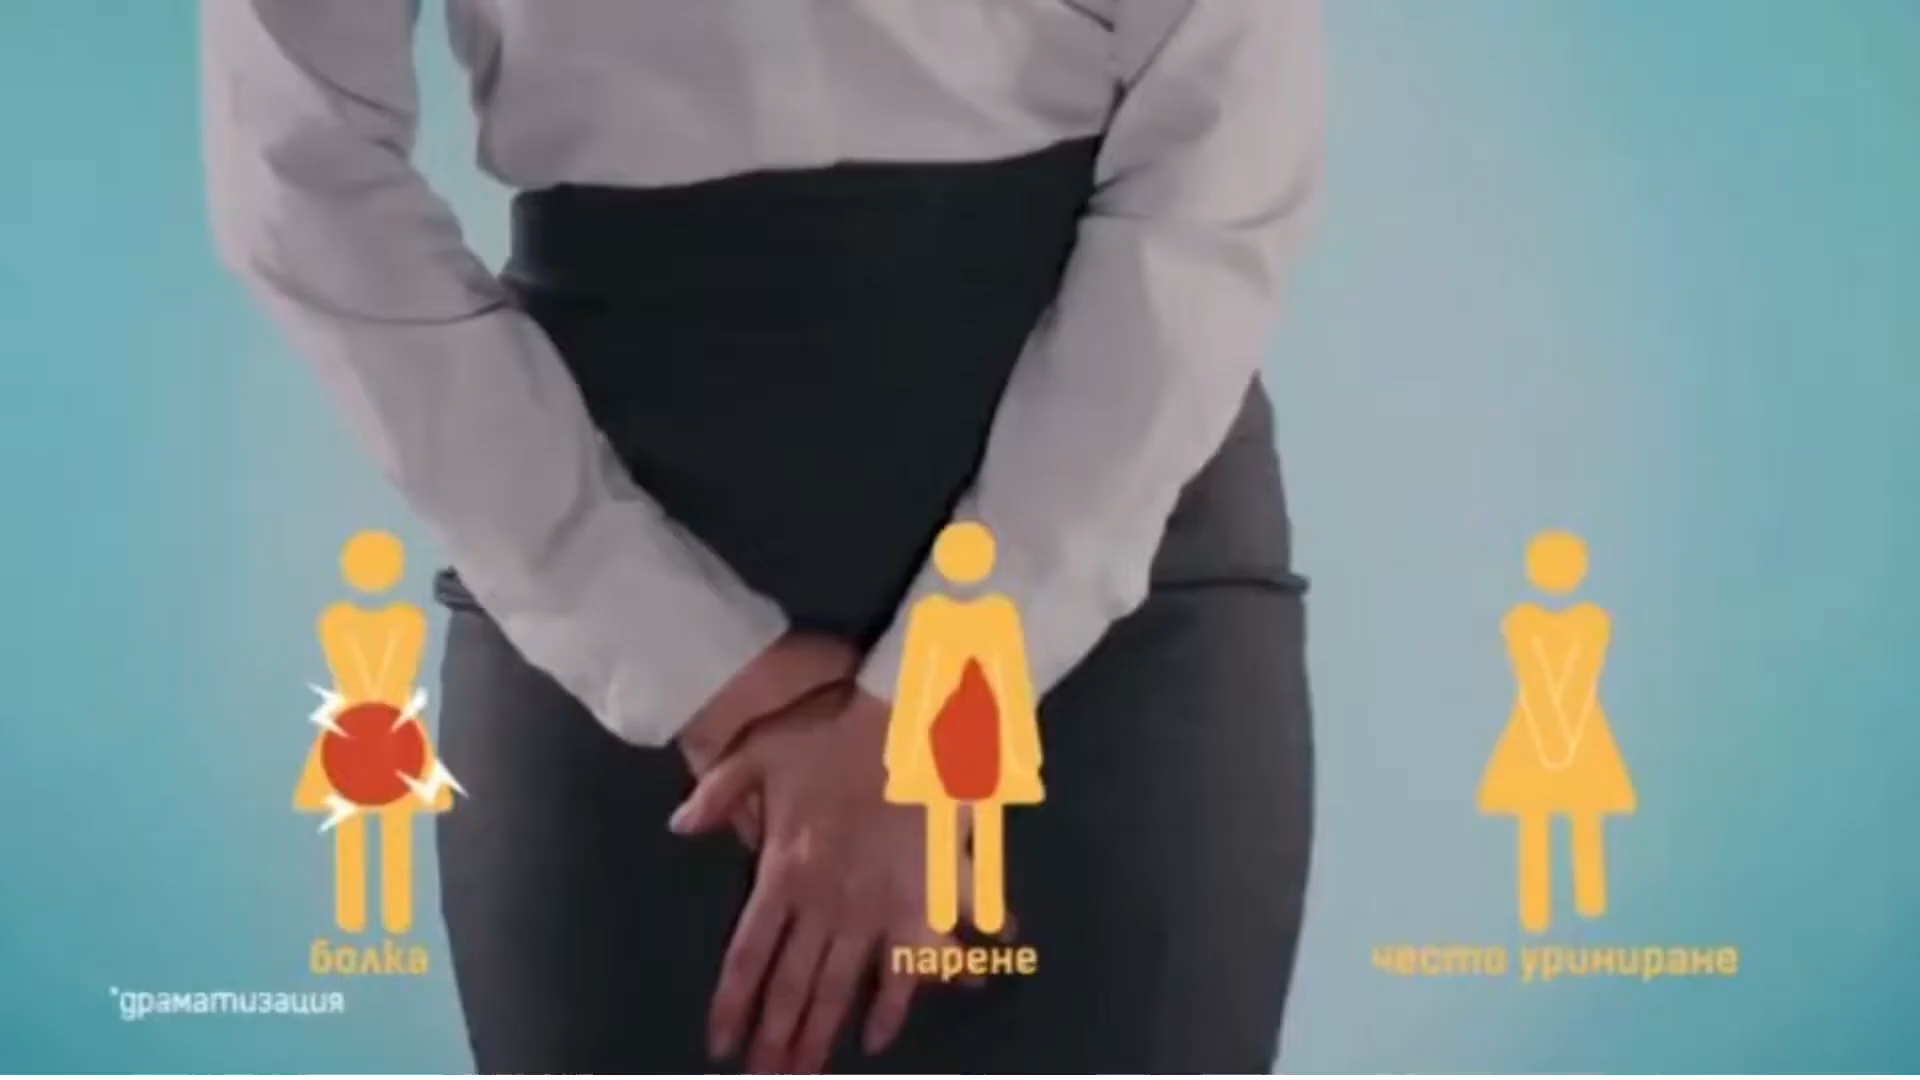 болка
парене
често уриниране
*драматизация